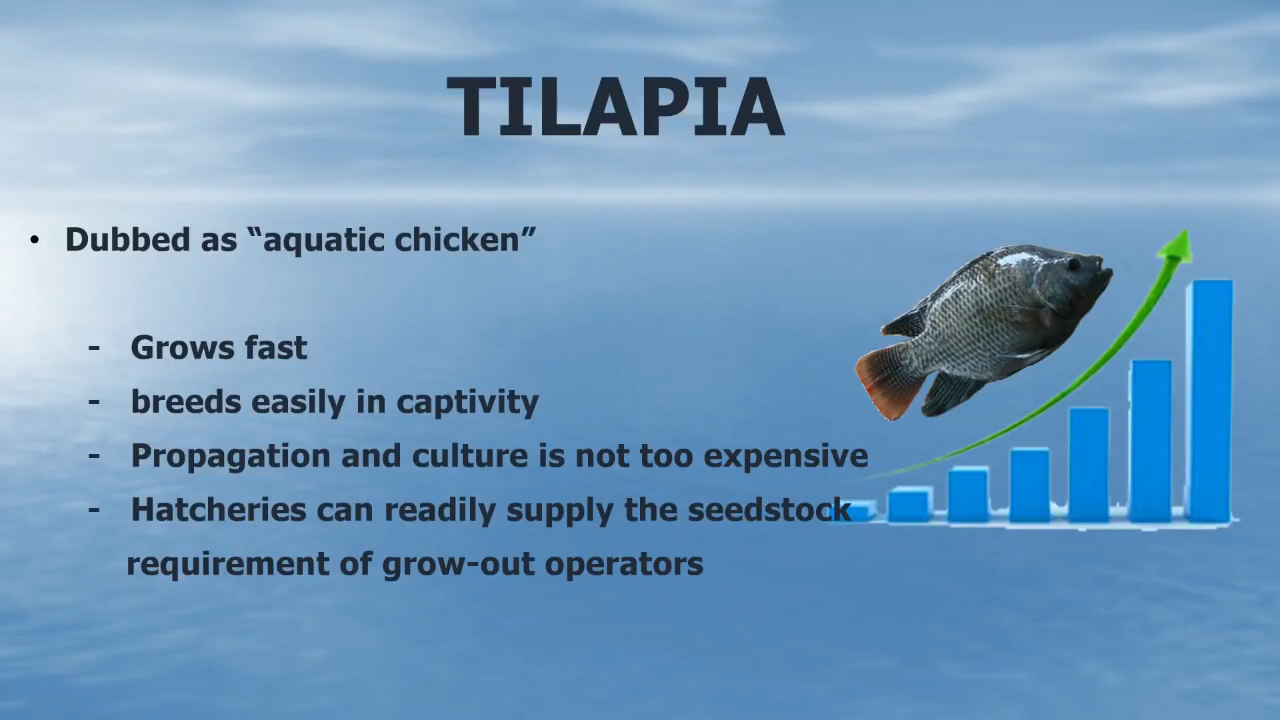 TILAPIA
• Dubbed as “aquatic chicken”
- Grows fast
- breeds easily in captivity
- Propagation and culture is not too expensive
- Hatcheries can readily supply the seedstock
requirement of grow-out operators